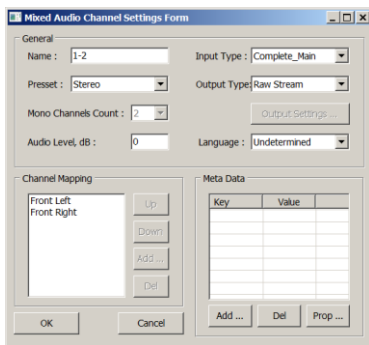 Mixed Audio Channel Settings Form
General
Name : 1-2 Input Type : Complete_Main
Presset : Stereo Output Type: Raw Stream
Mono Channels Count : 2 Output Settings ...
Audio Level, dB : 0 Language : Undetermined
Channel Mapping
Front Left
Front Right
Up
Down
Add ...
Del
Meta Data
Key Value
Add ... Del Prop ...
OK Cancel